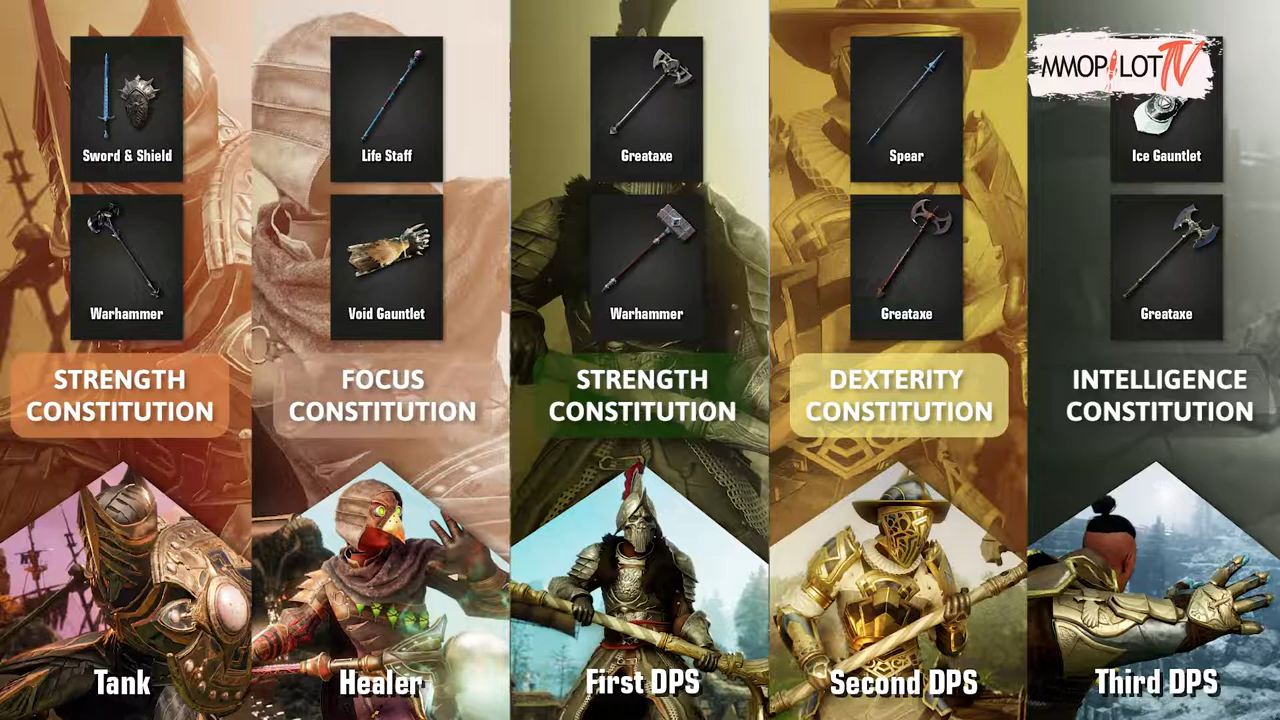 MMOPILOT TV
Sword & Shield
Warhammer
STRENGTH
CONSTITUTION
Tank
Life Staff
Void Gauntlet
FOCUS
CONSTITUTION
Healer
Greataxe
Warhammer
STRENGTH
CONSTITUTION
First DPS
Spear
Greataxe
DEXTERITY
CONSTITUTION
Second DPS
Ice Gauntlet
Greataxe
INTELLIGENCE
CONSTITUTION
Third DPS